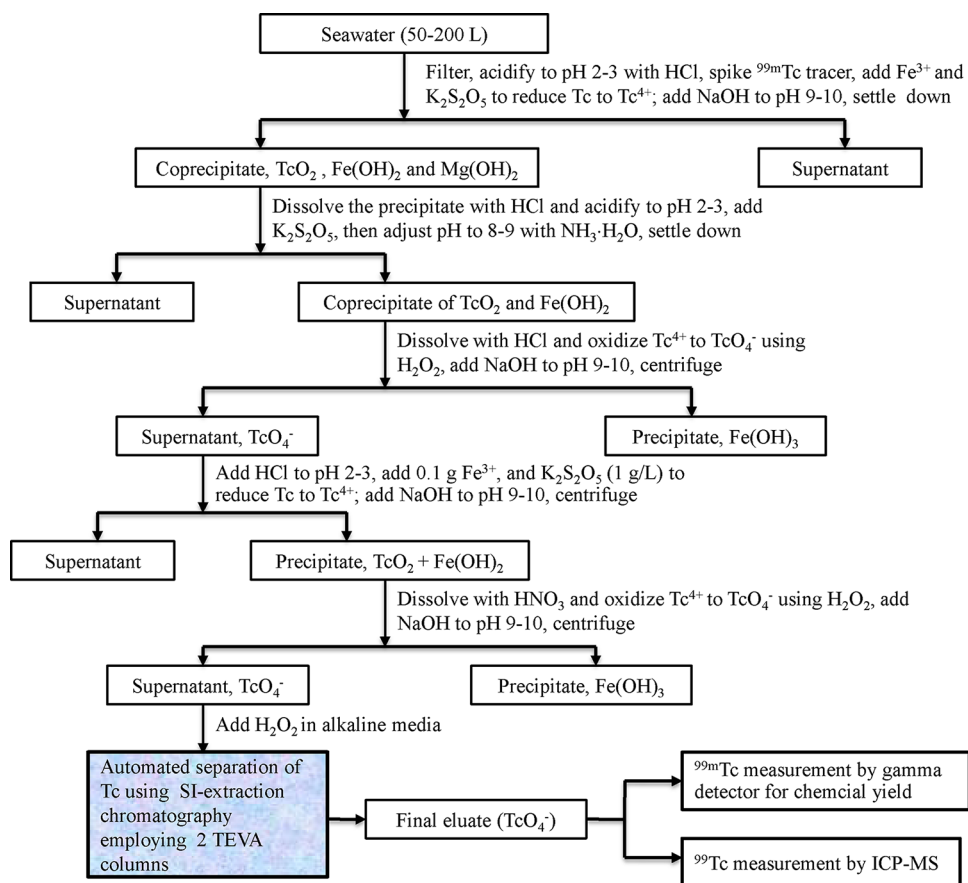 Seawater (50-200 L)
Filter, acidify to pH 2-3 with HCl, spike ⁹⁹ᵐTc tracer, add Fe³⁺ and
K₂S₂O₅ to reduce Tc to Tc⁴⁺; add NaOH to pH 9-10, settle down
Coprecipitate, TcO₂ , Fe(OH)₂ and Mg(OH)₂
Supernatant
Dissolve the precipitate with HCl and acidify to pH 2-3, add
K₂S₂O₅, then adjust pH to 8-9 with NH₃·H₂O, settle down
Supernatant
Coprecipitate of TcO₂ and Fe(OH)₂
Dissolve with HCl and oxidize Tc⁴⁺ to TcO₄⁻ using
H₂O₂, add NaOH to pH 9-10, centrifuge
Supernatant, TcO₄⁻
Precipitate, Fe(OH)₃
Add HCl to pH 2-3, add 0.1 g Fe³⁺, and K₂S₂O₅ (1 g/L) to
reduce Tc to Tc⁴⁺; add NaOH to pH 9-10, centrifuge
Supernatant
Precipitate, TcO₂ + Fe(OH)₂
Dissolve with HNO₃ and oxidize Tc⁴⁺ to TcO₄⁻ using H₂O₂, add
NaOH to pH 9-10, centrifuge
Supernatant, TcO₄⁻
Precipitate, Fe(OH)₃
Add H₂O₂ in alkaline media
Automated separation of
Tc using SI-extraction
chromatography
employing 2 TEVA
columns
Final eluate (TcO₄⁻)
⁹⁹ᵐTc measurement by gamma
detector for chemcial yield
⁹⁹Tc measurement by ICP-MS